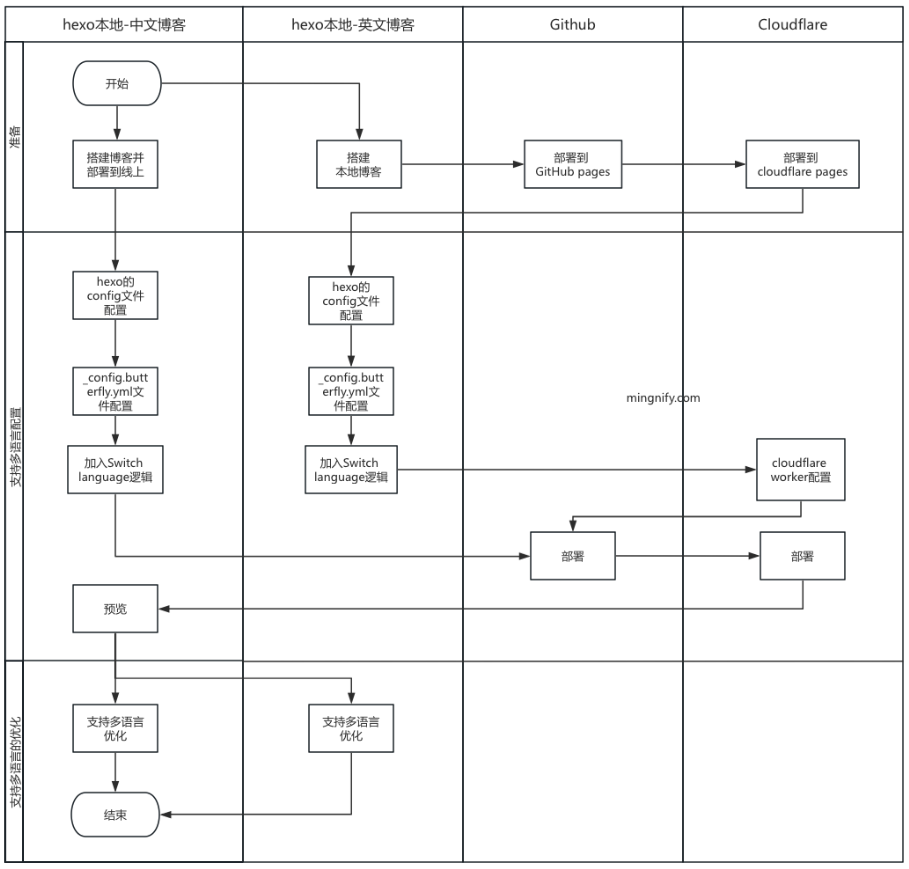 hexo本地-中文博客
hexo本地-英文博客
Github
Cloudflare
准备
开始
搭建博客并
部署到线上
搭建
本地博客
部署到
GitHub pages
部署到
cloudflare pages
支持多语言配置
hexo的
config文件
配置
hexo的
config文件
配置
_config.butt
erfly.yml文
件配置
_config.butt
erfly.yml文
件配置
mingnify.com
加入Switch
language逻辑
加入Switch
language逻辑
cloudflare
worker配置
部署
部署
预览
支持多语言的优化
支持多语言
优化
支持多语言
优化
结束